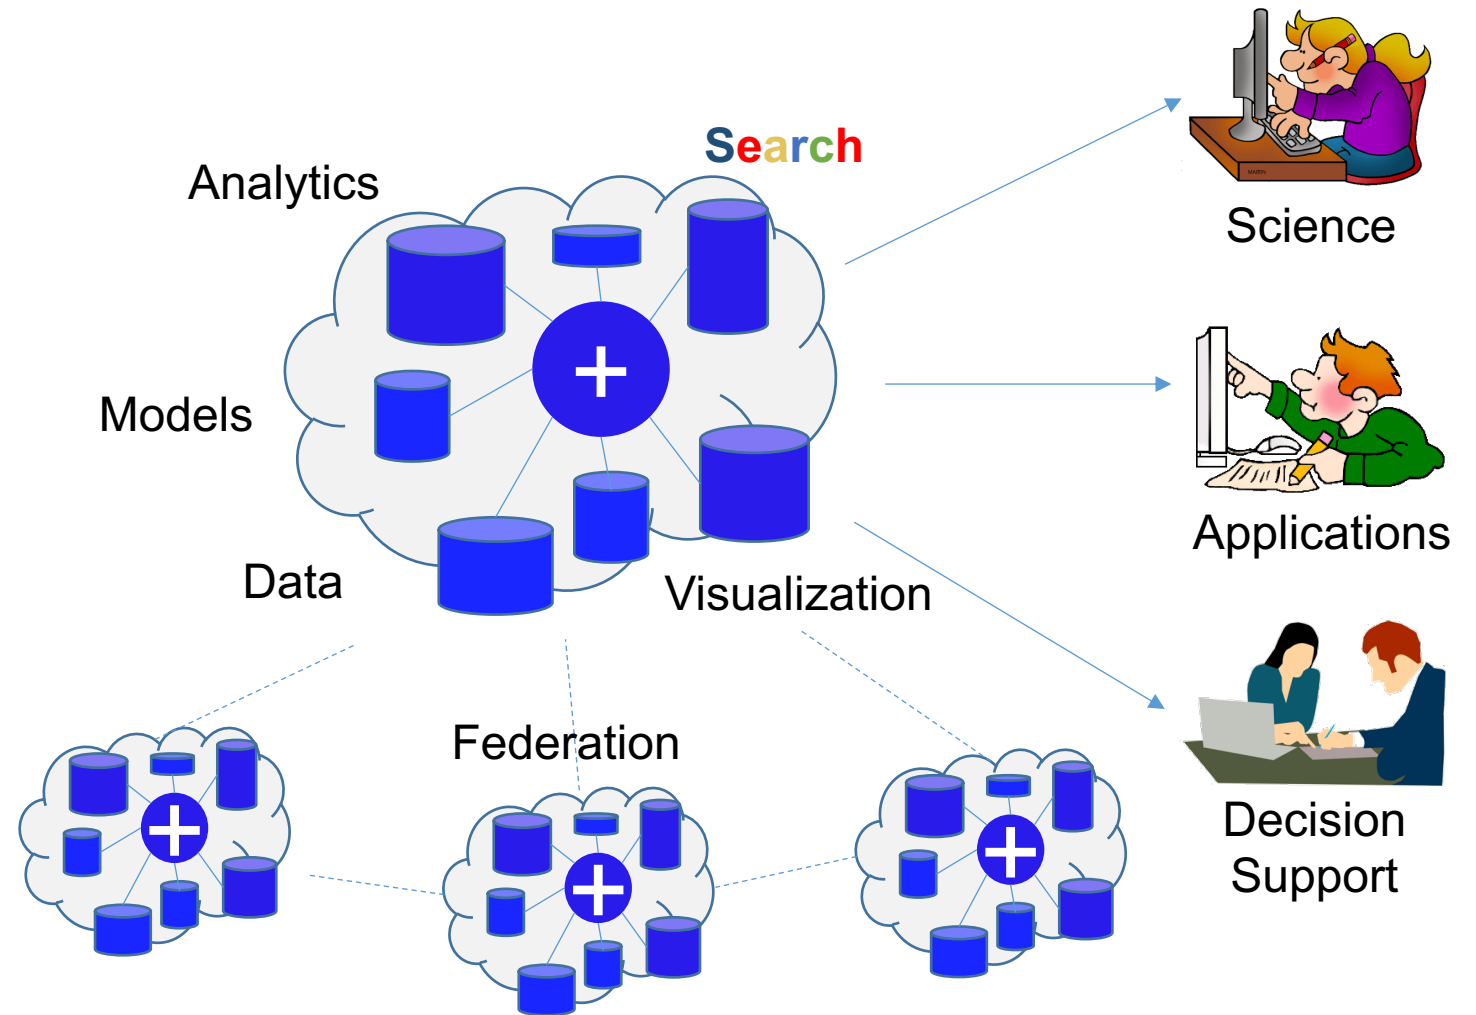 Search
Analytics
Science
Models
Applications
Data
Visualization
Federation
Decision
Support